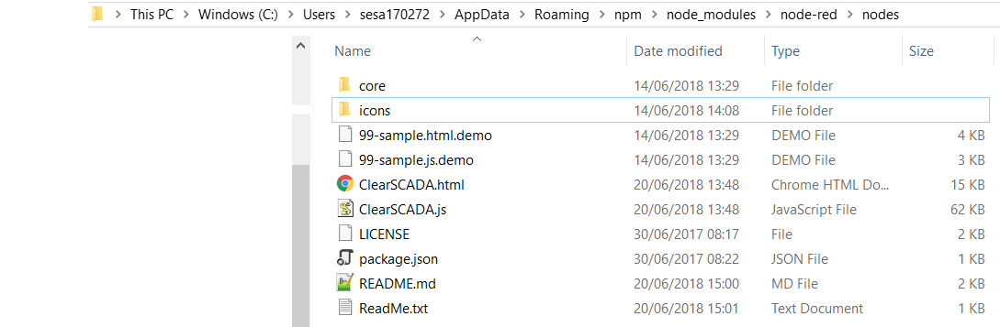 This PC > Windows (C:) > Users > sesa170272 > AppData > Roaming > npm > node_modules > node-red > nodes
Name Date modified Type Size
core 14/06/2018 13:29 File folder
icons 14/06/2018 14:08 File folder
99-sample.html.demo 14/06/2018 13:29 DEMO File 4 KB
99-sample.js.demo 14/06/2018 13:29 DEMO File 3 KB
ClearSCADA.html 20/06/2018 13:48 Chrome HTML Do... 15 KB
ClearSCADA.js 20/06/2018 13:48 JavaScript File 62 KB
LICENSE 30/06/2017 08:17 File 2 KB
package.json 30/06/2017 08:22 JSON File 1 KB
README.md 20/06/2018 15:00 MD File 2 KB
ReadMe.txt 20/06/2018 15:01 Text Document 1 KB